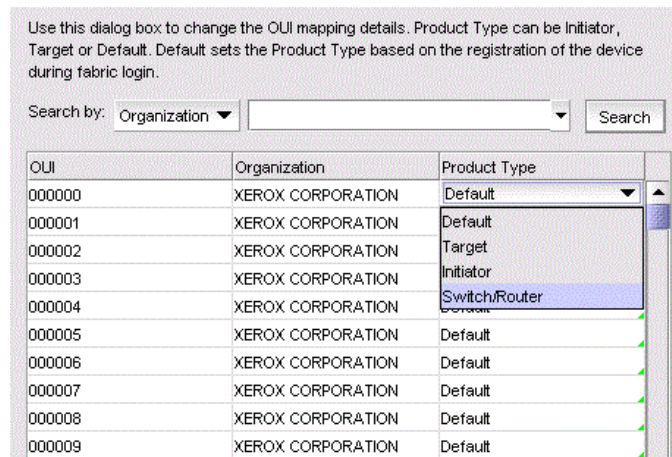 Use this dialog box to change the OUI mapping details. Product Type can be Initiator,
Target or Default. Default sets the Product Type based on the registration of the device
during fabric login.
Search by: Organization Search
OUI Organization Product Type
000000 XEROX CORPORATION Default
000001 XEROX CORPORATION Default
000002 XEROX CORPORATION Target
000003 XEROX CORPORATION Initiator
000004 XEROX CORPORATION Switch/Router
000005 XEROX CORPORATION Default
000006 XEROX CORPORATION Default
000007 XEROX CORPORATION Default
000008 XEROX CORPORATION Default
000009 XEROX CORPORATION Default